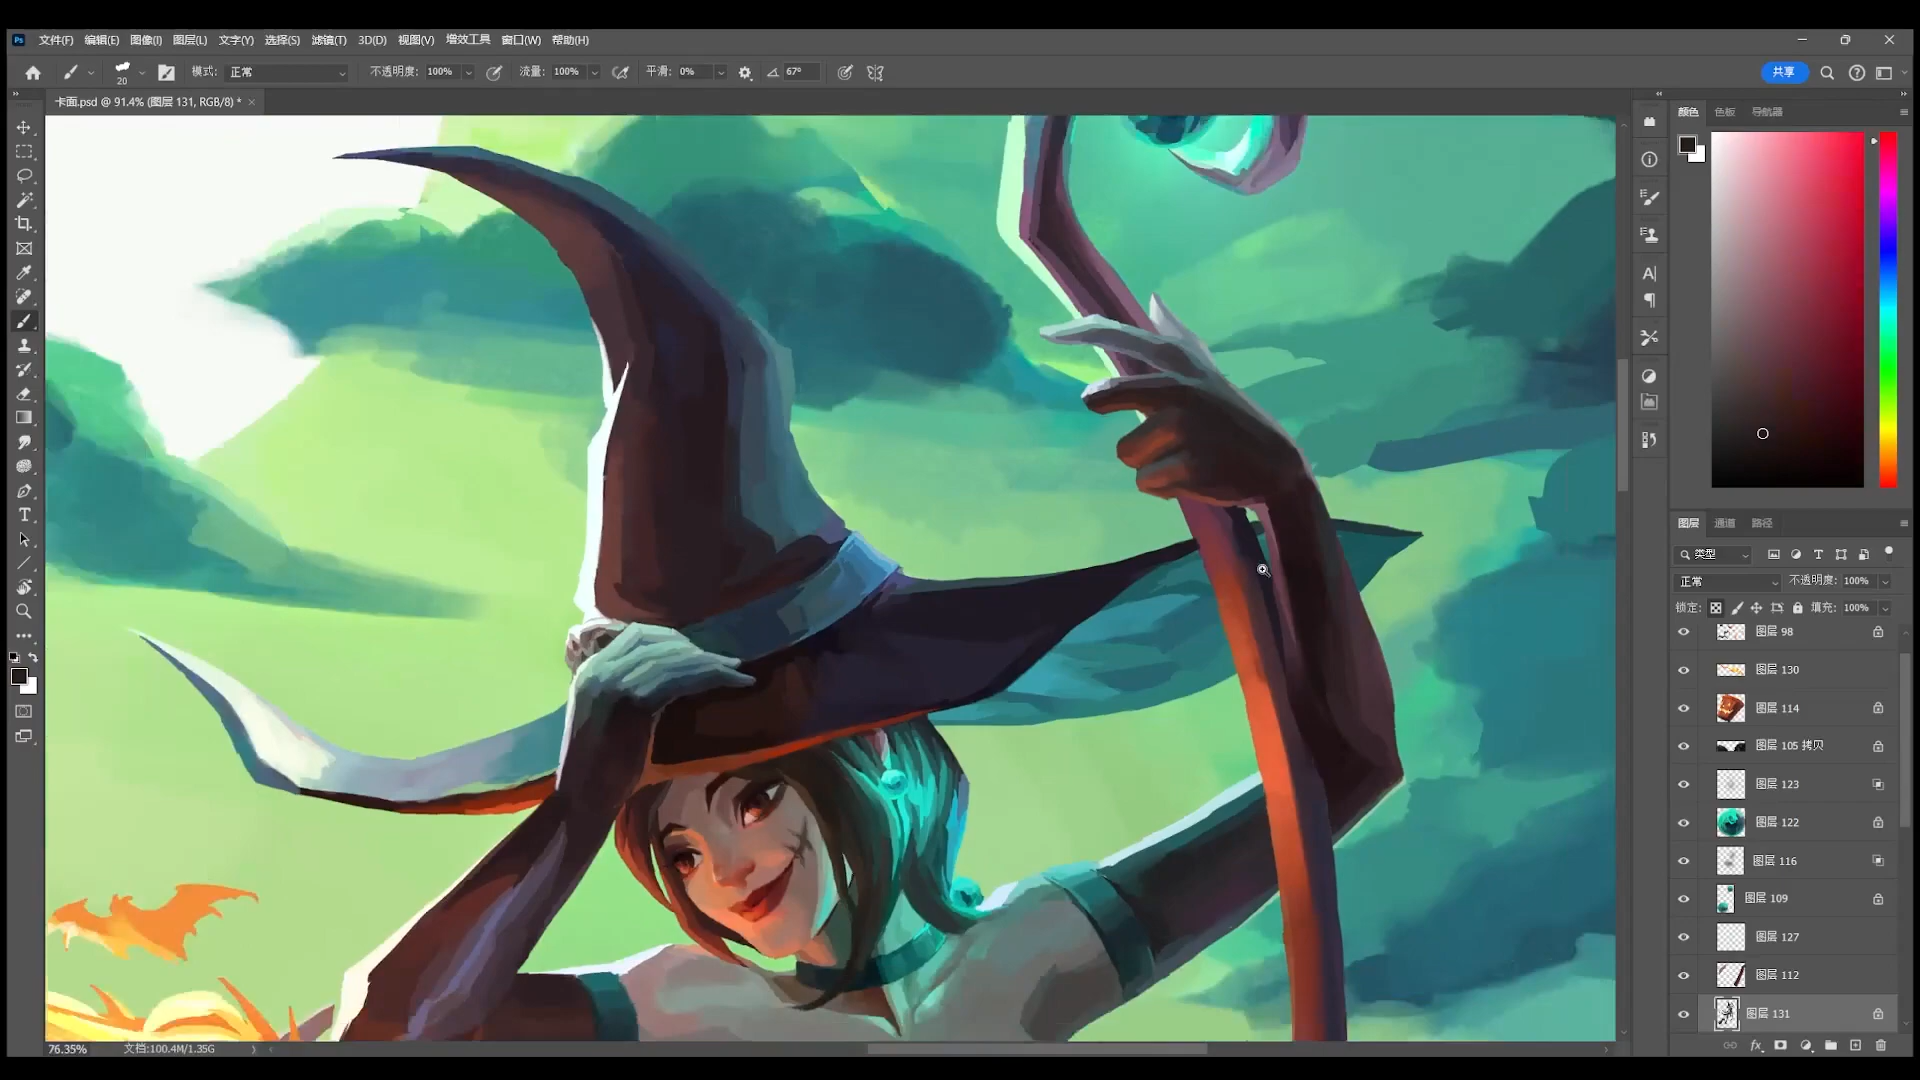 Ps 文件(F) 编辑(E) 图像(I) 图层(L) 文字(Y) 选择(S) 滤镜(T) 3D(D) 视图(V) 增效工具 窗口(W) 帮助(H)
20 模式: 正常 不透明度: 100% 流量: 100% 平滑: 0% 67° 共享
卡面.psd @ 91.4% (图层 131, RGB/8) *
颜色 色板 导航器
图层 通道 路径
类型
正常 不透明度: 100%
锁定: 填充: 100%
图层 98
图层 130
图层 114
图层 105 拷贝
图层 123
图层 122
图层 116
图层 109
图层 127
图层 112
图层 131
76.35% 文档:100.4M/1.35G